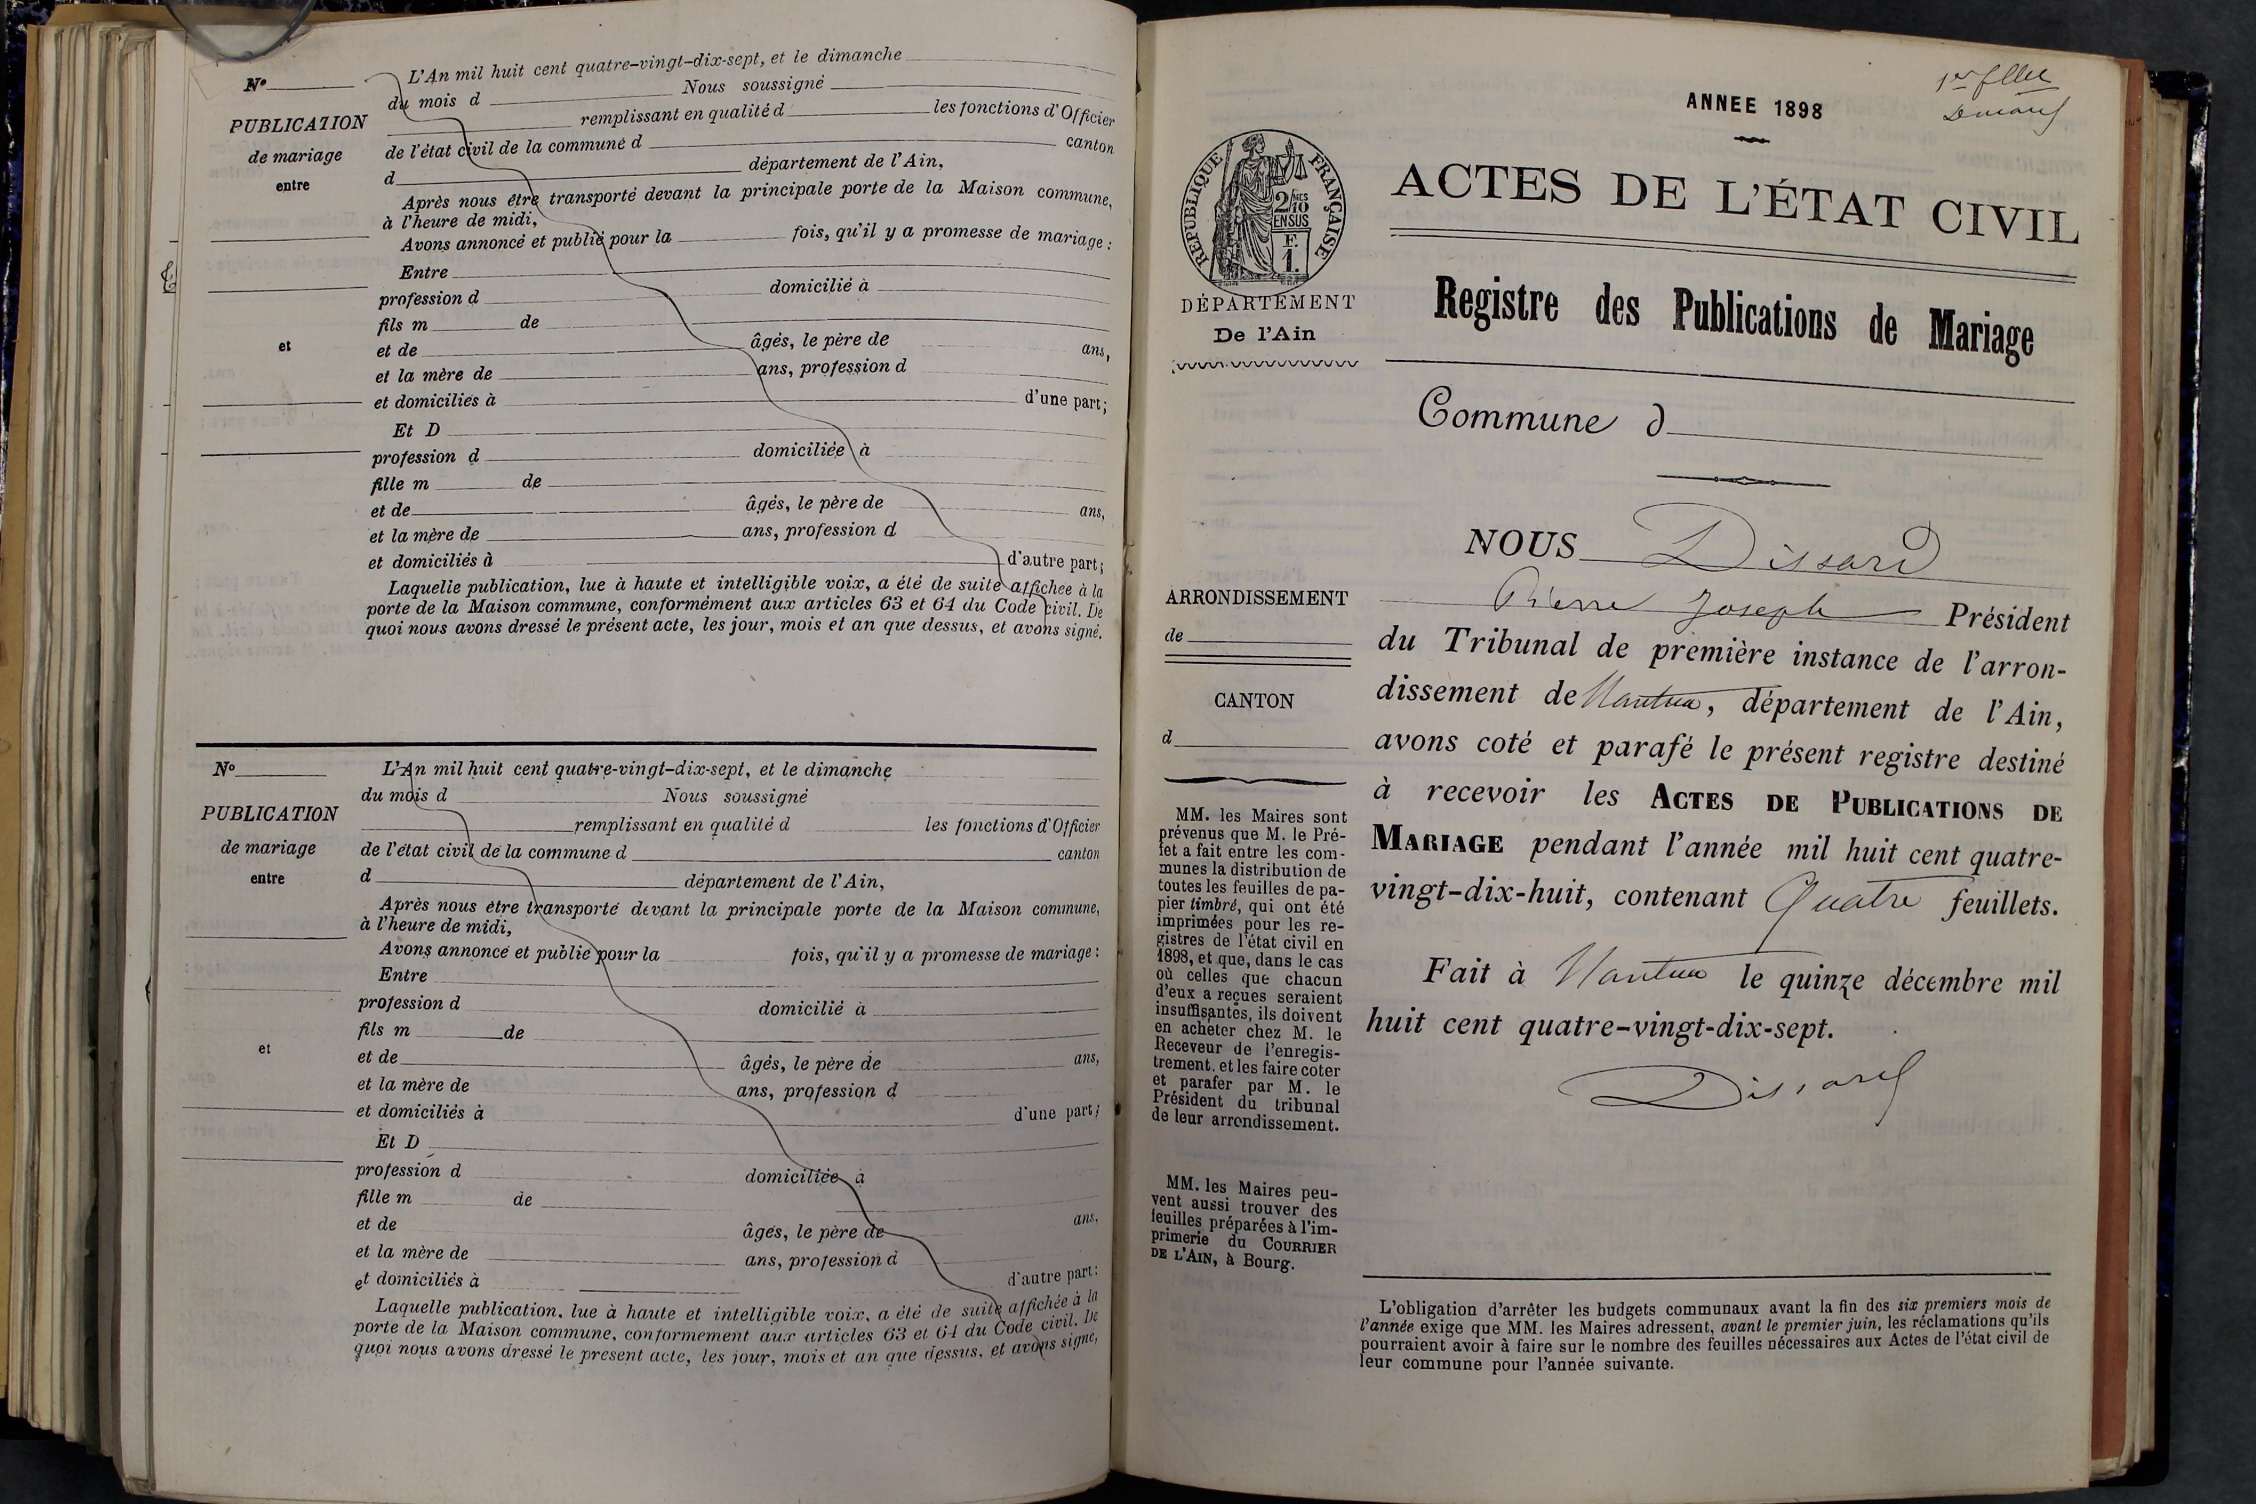 N°
PUBLICATION
de mariage
entre
et
L'An mil huit cent quatre-vingt-dix-sept, et le dimanche
du mois d Nous soussigné
remplissant en qualité d les fonctions d'Officier
de l'état civil de la commune d canton
d département de l'Ain,
Après nous être transporté devant la principale porte de la Maison commune,
à l'heure de midi,
Avons annoncé et publié pour la fois, qu'il y a promesse de mariage :
Entre
profession d domicilié à
fils m de
et de âgés, le père de ans,
et la mère de ans, profession d
et domiciliés à d'une part;
Et D
profession d domiciliée à
fille m de
et de âgés, le père de ans,
et la mère de ans, profession d
et domiciliés à d'autre part;
Laquelle publication, lue à haute et intelligible voix, a été de suite affichée à la
porte de la Maison commune, conformément aux articles 63 et 64 du Code civil. De
quoi nous avons dressé le présent acte, les jour, mois et an que dessus, et avons signé.
N°
PUBLICATION
de mariage
entre
et
L'An mil huit cent quatre-vingt-dix-sept, et le dimanche
du mois d Nous soussigné
remplissant en qualité d les fonctions d'Officier
de l'état civil de la commune d canton
d département de l'Ain,
Après nous être transporté devant la principale porte de la Maison commune,
à l'heure de midi,
Avons annoncé et publié pour la fois, qu'il y a promesse de mariage :
Entre
profession d domicilié à
fils m de
et de âgés, le père de ans,
et la mère de ans, profession d
et domiciliés à d'une part;
Et D
profession d domiciliée à
fille m de
et de âgés, le père de ans.
et la mère de ans, profession d
et domiciliés à d'autre part:
Laquelle publication, lue à haute et intelligible voix, a été de suite affichée à la
porte de la Maison commune, conformement aux articles 63 et 64 du Code civil. De
quoi nous avons dressé le present acte, les jour, mois et an que dessus, et avons signé,
1er fllet
Dissard
ANNEE 1898
RÉPUBLIQUE FRANÇAISE
2/10
EN SUS
F.
1.
DÉPARTEMENT
De l'Ain
ACTES DE L'ÉTAT CIVIL
Registre des Publications de Mariage
Commune d
ARRONDISSEMENT
de
CANTON
d
MM. les Maires sont
prévenus que M. le Pré-
fet a fait entre les com-
munes la distribution de
toutes les feuilles de pa-
pier timbré, qui ont été
imprimées pour les re-
gistres de l'état civil en
1898, et que, dans le cas
où celles que chacun
d'eux a reçues seraient
insuffisantes, ils doivent
en acheter chez M. le
Receveur de l'enregis-
trement, et les faire coter
et parafer par M. le
Président du tribunal
de leur arrondissement.
MM. les Maires peu-
vent aussi trouver des
feuilles préparées à l'im-
primerie du COURRIER
DE L'AIN, à Bourg.
NOUS Dissard
Pierre Joseph Président
du Tribunal de première instance de l'arron-
dissement de Nantua, département de l'Ain,
avons coté et parafé le présent registre destiné
à recevoir les ACTES DE PUBLICATIONS DE
MARIAGE pendant l'année mil huit cent quatre-
vingt-dix-huit, contenant Quatre feuillets.
Fait à Nantua le quinze décembre mil
huit cent quatre-vingt-dix-sept.
Dissard
L'obligation d'arrêter les budgets communaux avant la fin des six premiers mois de
l'année exige que MM. les Maires adressent, avant le premier juin, les réclamations qu'ils
pourraient avoir à faire sur le nombre des feuilles nécessaires aux Actes de l'état civil de
leur commune pour l'année suivante.